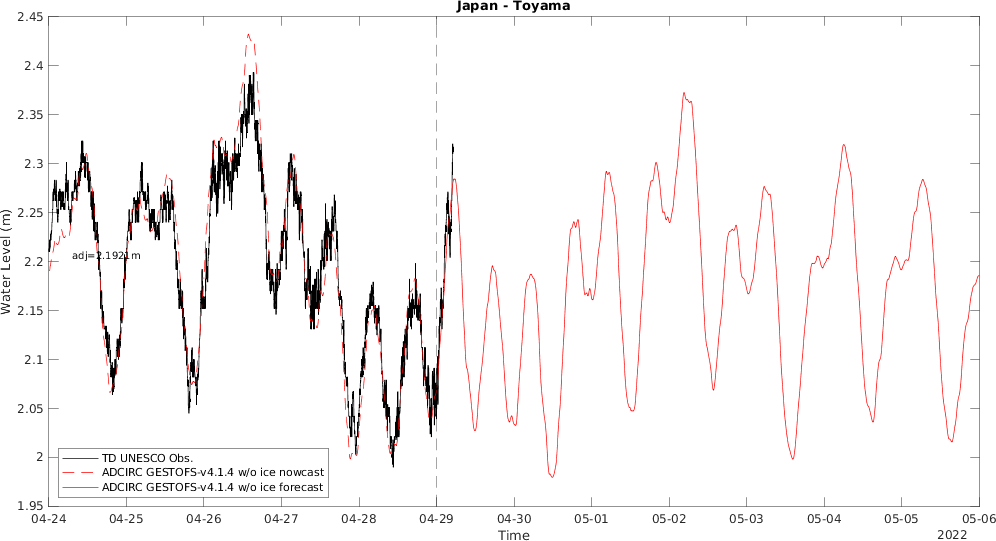 Japan - Toyama
2.45
2.4
2.35
2.3
2.25
2.2
2.15
2.1
2.05
2
1.95
Water Level (m)
adj=2.1921m
TD UNESCO Obs.
ADCIRC GESTOFS-v4.1.4 w/o ice nowcast
ADCIRC GESTOFS-v4.1.4 w/o ice forecast
04-24 04-25 04-26 04-27 04-28 04-29 04-30 05-01 05-02 05-03 05-04 05-05 05-06
Time
2022